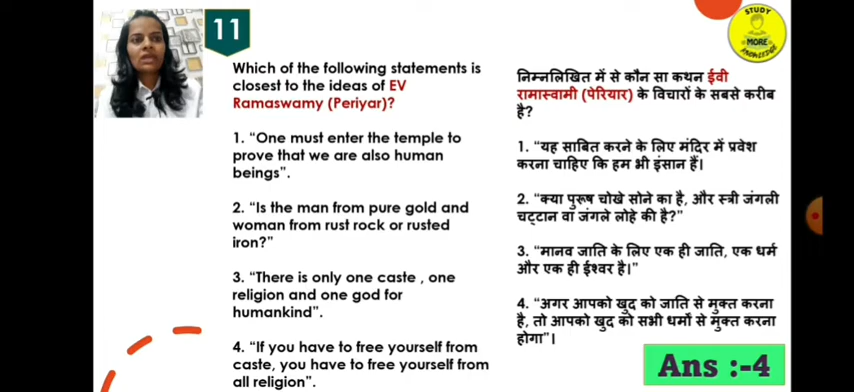 11
STUDY
MORE
KNOWLEDGE
Which of the following statements is
closest to the ideas of EV
Ramaswamy (Periyar)?
1. “One must enter the temple to
prove that we are also human
beings”.
2. “Is the man from pure gold and
woman from rust rock or rusted
iron?”
3. “There is only one caste , one
religion and one god for
humankind”.
4. “If you have to free yourself from
caste, you have to free yourself from
all religion”.
निम्नलिखित में से कौन सा कथन ईवी
रामास्वामी (पेरियार) के विचारों के सबसे करीब
है?
1. “यह साबित करने के लिए मंदिर में प्रवेश
करना चाहिए कि हम भी इंसान हैं।
2. “क्या पुरूष चोखे सोने का है, और स्त्री जंगली
चट्टान वा जंगले लोहे की है?”
3. “मानव जाति के लिए एक ही जाति, एक धर्म
और एक ही ईश्वर है।”
4. “अगर आपको खुद को जाति से मुक्त करना
है, तो आपको खुद को सभी धर्मो से मुक्त करना
होगा”।
Ans :-4